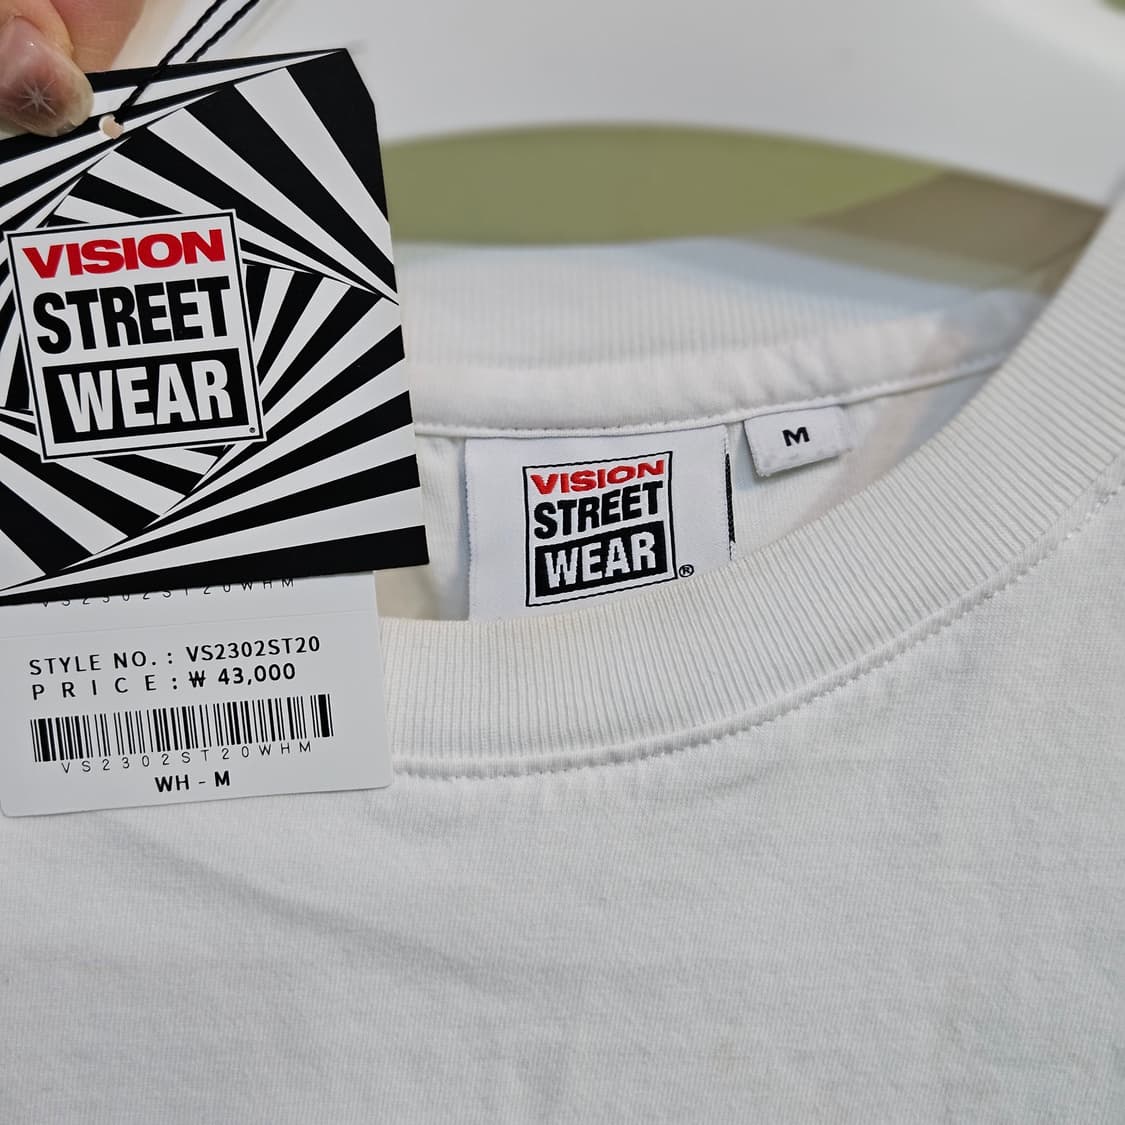 VISION
STREET
WEAR
VS2302ST20WHM
STYLE NO. : VS2302ST20
PRICE : ₩ 43,000
VS2302ST20WHM
WH - M
VISION
STREET
WEAR ®
M